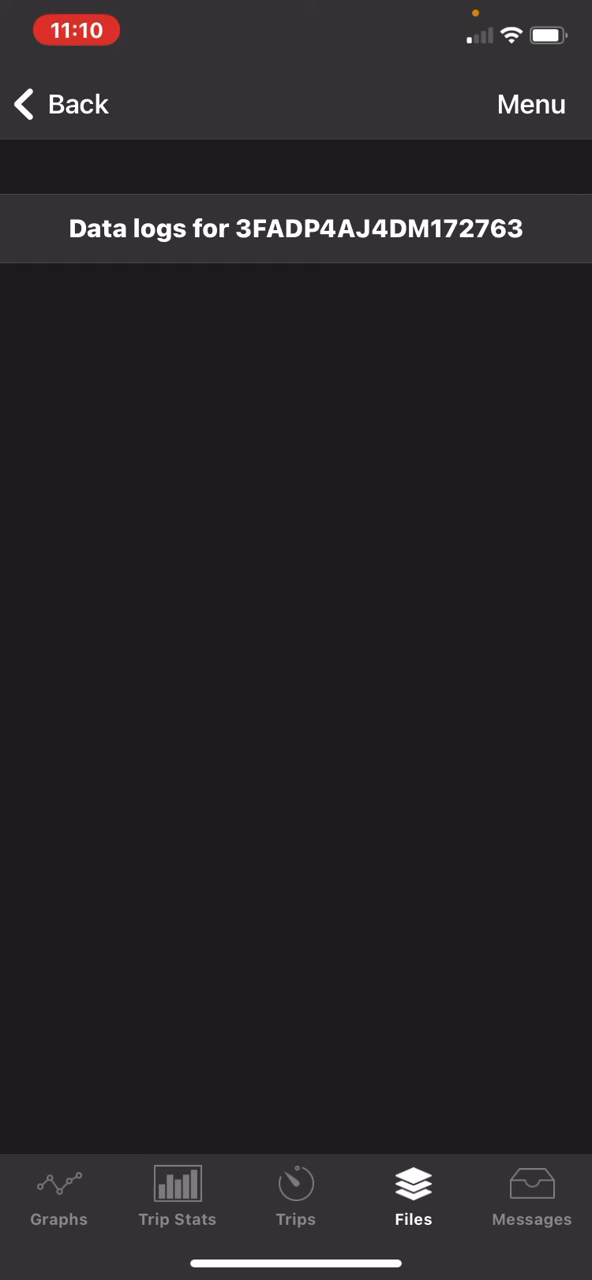 11:10
Back
Menu
Data logs for 3FADP4AJ4DM172763
Graphs
Trip Stats
Trips
Files
Messages